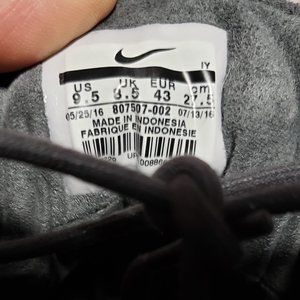 IY
US UK EUR cm
9.5 8.5 43 27.5
05/25/16 807507-002 07/13/16
MADE IN INDONESIA
FABRIQUE EN INDONESIE